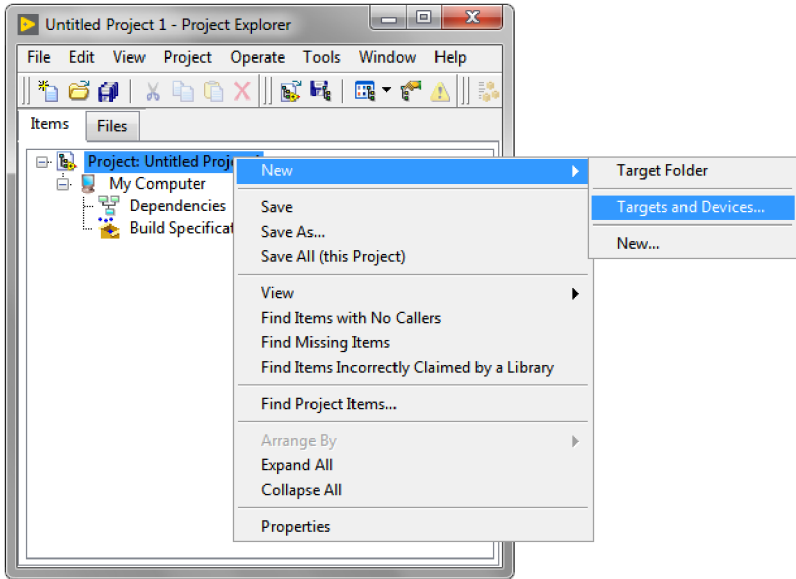 Untitled Project 1 - Project Explorer
File Edit View Project Operate Tools Window Help
Items Files
Project: Untitled Proj
My Computer
Dependencies
Build Specificat
New
Save
Save As...
Save All (this Project)
View
Find Items with No Callers
Find Missing Items
Find Items Incorrectly Claimed by a Library
Find Project Items...
Arrange By
Expand All
Collapse All
Properties
Target Folder
Targets and Devices...
New...